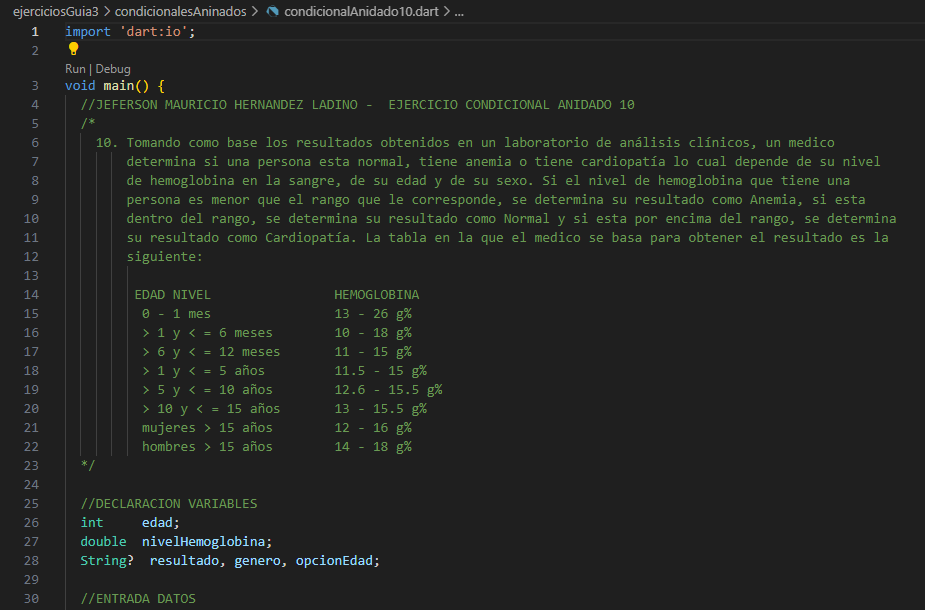 ejerciciosGuia3 > condicionalesAninados > condicionalAnidado10.dart > ...
1 import 'dart:io';
2
Run | Debug
3 void main() {
4 //JEFERSON MAURICIO HERNANDEZ LADINO - EJERCICIO CONDICIONAL ANIDADO 10
5 /*
6 10. Tomando como base los resultados obtenidos en un laboratorio de análisis clínicos, un medico
7 determina si una persona esta normal, tiene anemia o tiene cardiopatía lo cual depende de su nivel
8 de hemoglobina en la sangre, de su edad y de su sexo. Si el nivel de hemoglobina que tiene una
9 persona es menor que el rango que le corresponde, se determina su resultado como Anemia, si esta
10 dentro del rango, se determina su resultado como Normal y si esta por encima del rango, se determina
11 su resultado como Cardiopatía. La tabla en la que el medico se basa para obtener el resultado es la
12 siguiente:
13
14 EDAD NIVEL HEMOGLOBINA
15 0 - 1 mes 13 - 26 g%
16 > 1 y < = 6 meses 10 - 18 g%
17 > 6 y < = 12 meses 11 - 15 g%
18 > 1 y < = 5 años 11.5 - 15 g%
19 > 5 y < = 10 años 12.6 - 15.5 g%
20 > 10 y < = 15 años 13 - 15.5 g%
21 mujeres > 15 años 12 - 16 g%
22 hombres > 15 años 14 - 18 g%
23 */
24
25 //DECLARACION VARIABLES
26 int edad;
27 double nivelHemoglobina;
28 String? resultado, genero, opcionEdad;
29
30 //ENTRADA DATOS